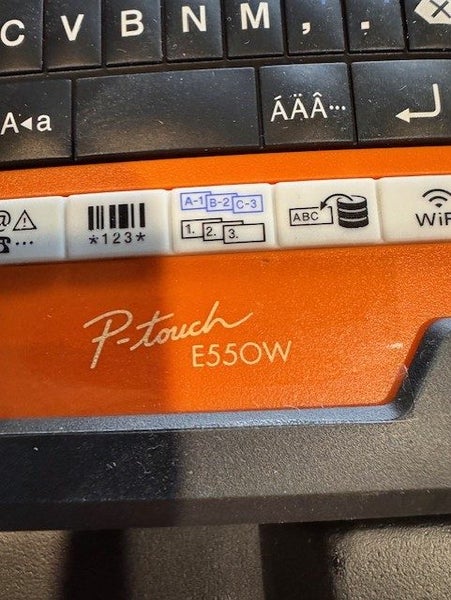 C V B N M , .
A◂a ÁÄÂ···
@ ···
*123*
A-1 B-2 C-3
1. 2. 3.
ABC
WiF
P-touch
E550W